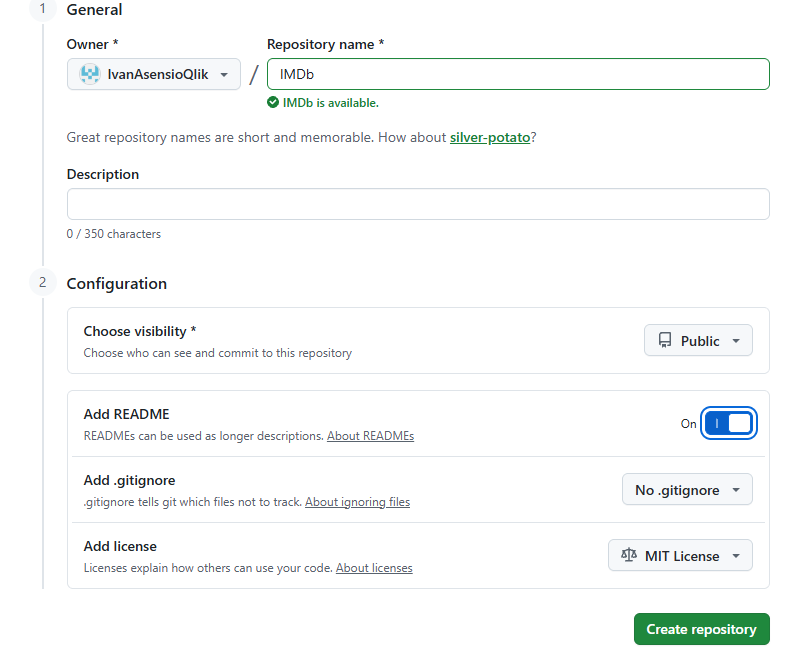 1 General
Owner * Repository name *
IvanAsensioQlik / IMDb
IMDb is available.
Great repository names are short and memorable. How about silver-potato?
Description
0 / 350 characters
2 Configuration
Choose visibility * Public
Choose who can see and commit to this repository
Add README On
READMEs can be used as longer descriptions. About READMEs
Add .gitignore No .gitignore
.gitignore tells git which files not to track. About ignoring files
Add license MIT License
Licenses explain how others can use your code. About licenses
Create repository